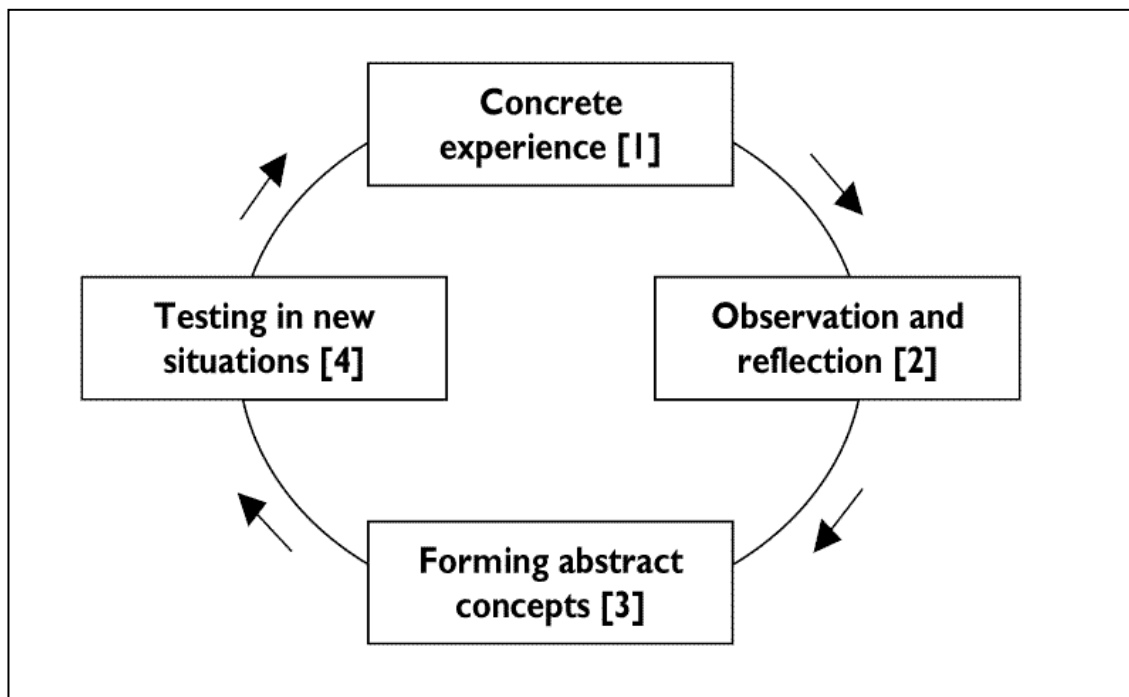 Concrete
experience [1]
Testing in new
situations [4]
Observation and
reflection [2]
Forming abstract
concepts [3]